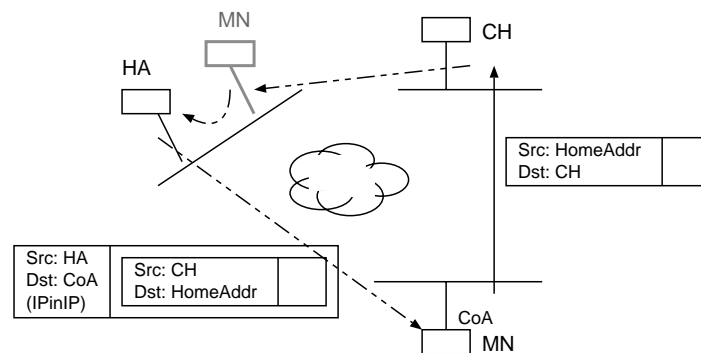 MN
CH
HA
Src: HomeAddr
Dst: CH
Src: HA
Dst: CoA
(IPinIP)
Src: CH
Dst: HomeAddr
CoA
MN